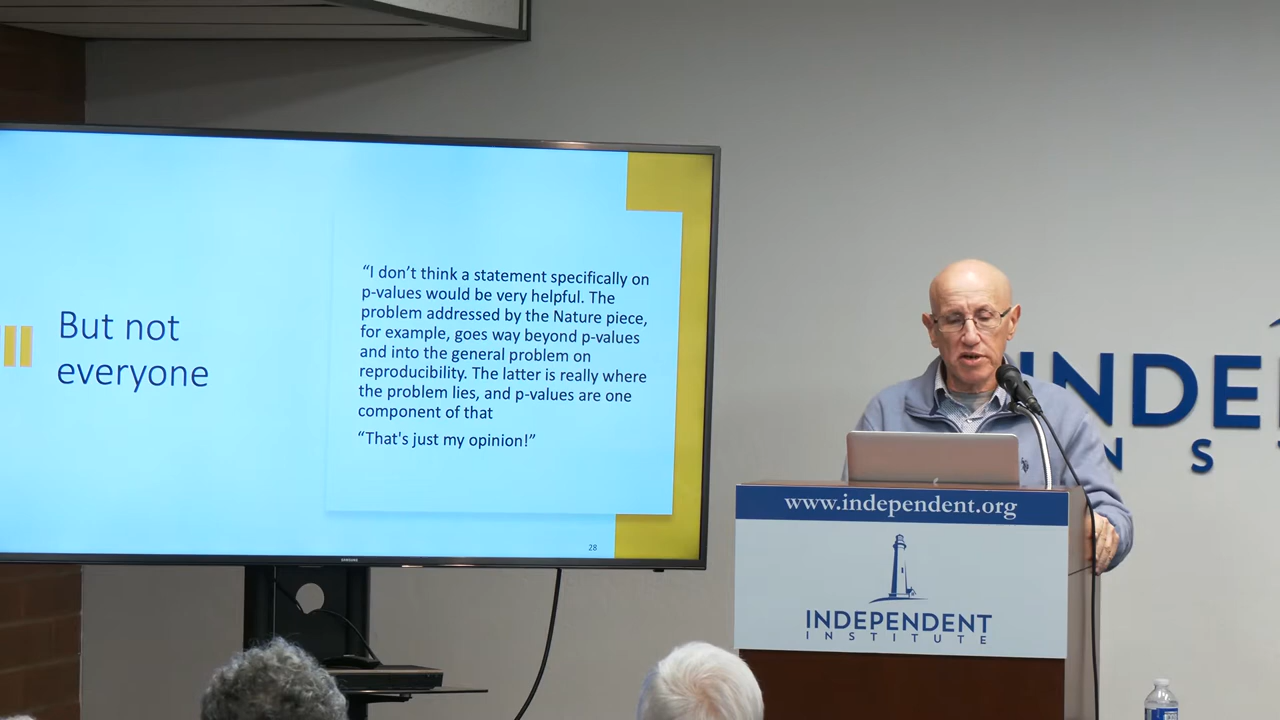 But not
everyone
“I don’t think a statement specifically on
p-values would be very helpful. The
problem addressed by the Nature piece,
for example, goes way beyond p-values
and into the general problem on
reproducibility. The latter is really where
the problem lies, and p-values are one
component of that
“That's just my opinion!”
28
SAMSUNG
www.independent.org
INDEPENDENT
INSTITUTE
INDE
N S